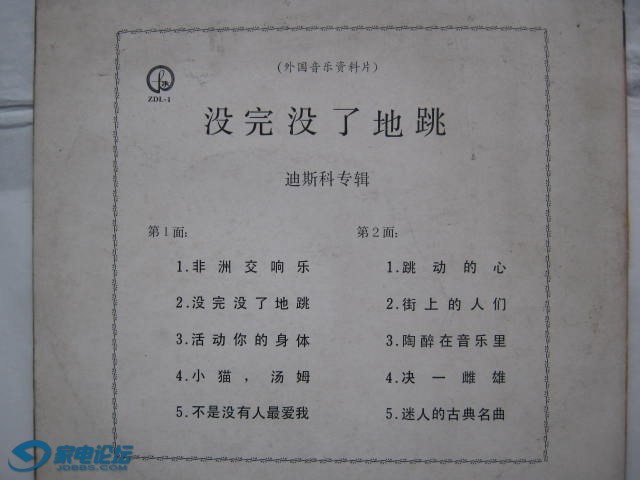 (外国音乐资料片)
ZDL-1
没完没了地跳
迪斯科专辑
第1面:
1.非洲交响乐
2.没完没了地跳
3.活动你的身体
4.小猫，汤姆
5.不是没有人最爱我
第2面:
1.跳动的心
2.街上的人们
3.陶醉在音乐里
4.决一雌雄
5.迷人的古典名曲
家电论坛
JDBBS.COM